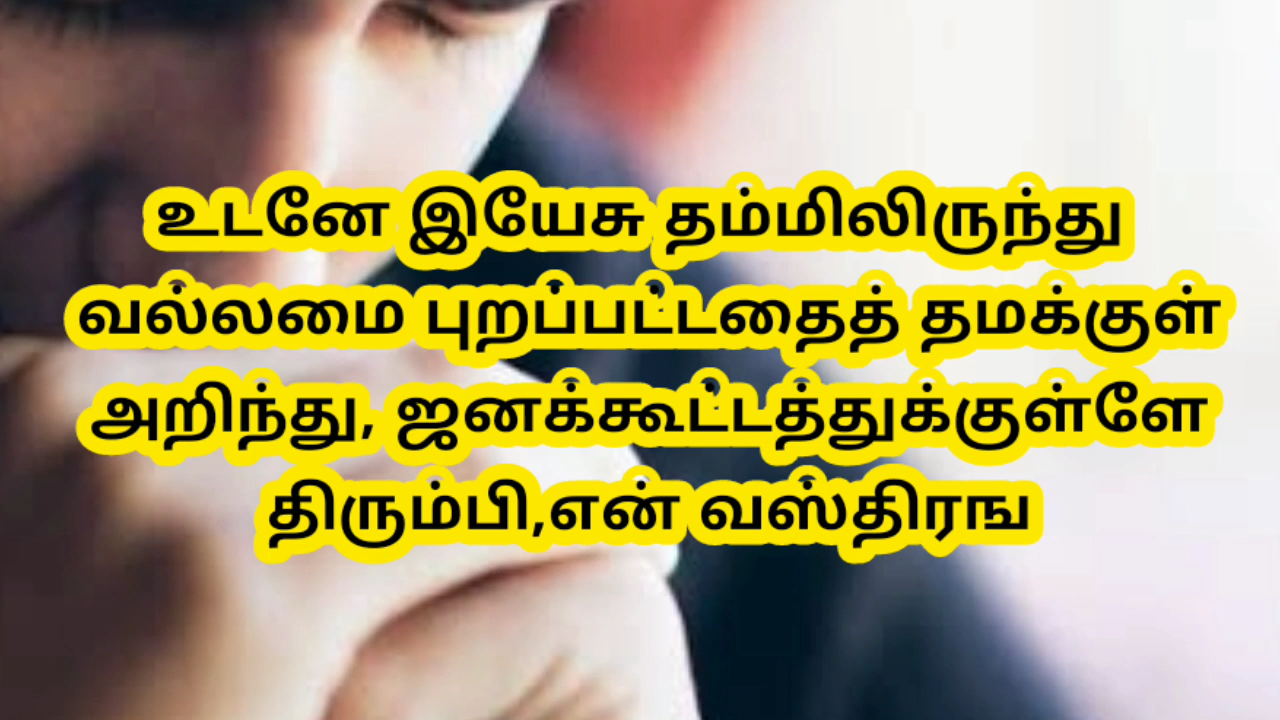 உடனே இயேசு தம்மிலிருந்து
வல்லமை புறப்பட்டதைத் தமக்குள்
அறிந்து, ஜனக்கூட்டத்துக்குள்ளே
திரும்பி,என் வஸ்திரங